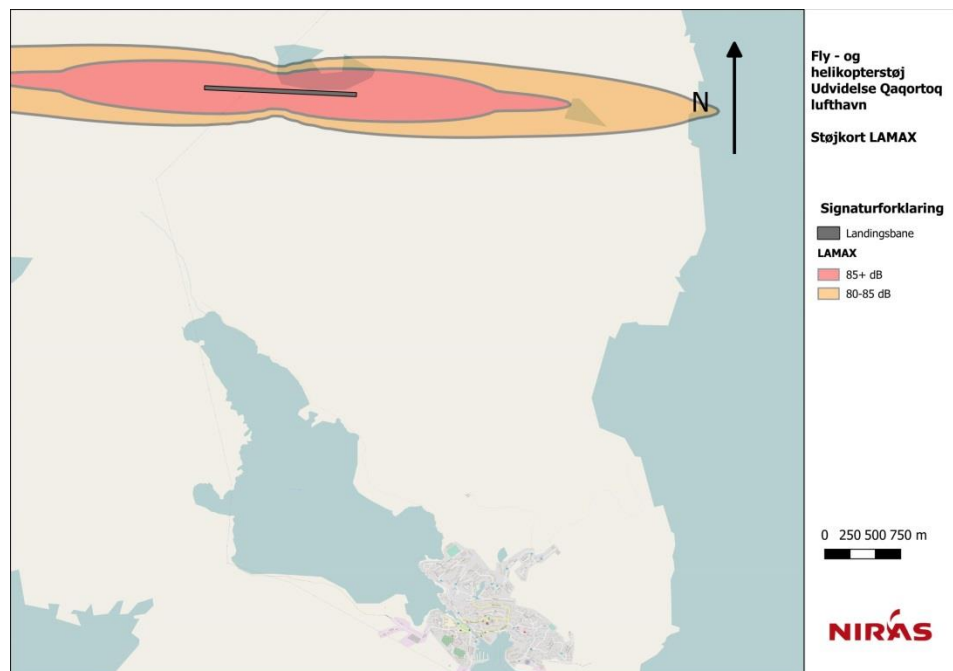 N
Fly - og
helikopterstøj
Udvidelse Qaqortoq
lufthavn
Støjkort LAMAX
Signaturforklaring
Landingsbane
LAMAX
85+ dB
80-85 dB
0 250 500 750 m
NIRAS